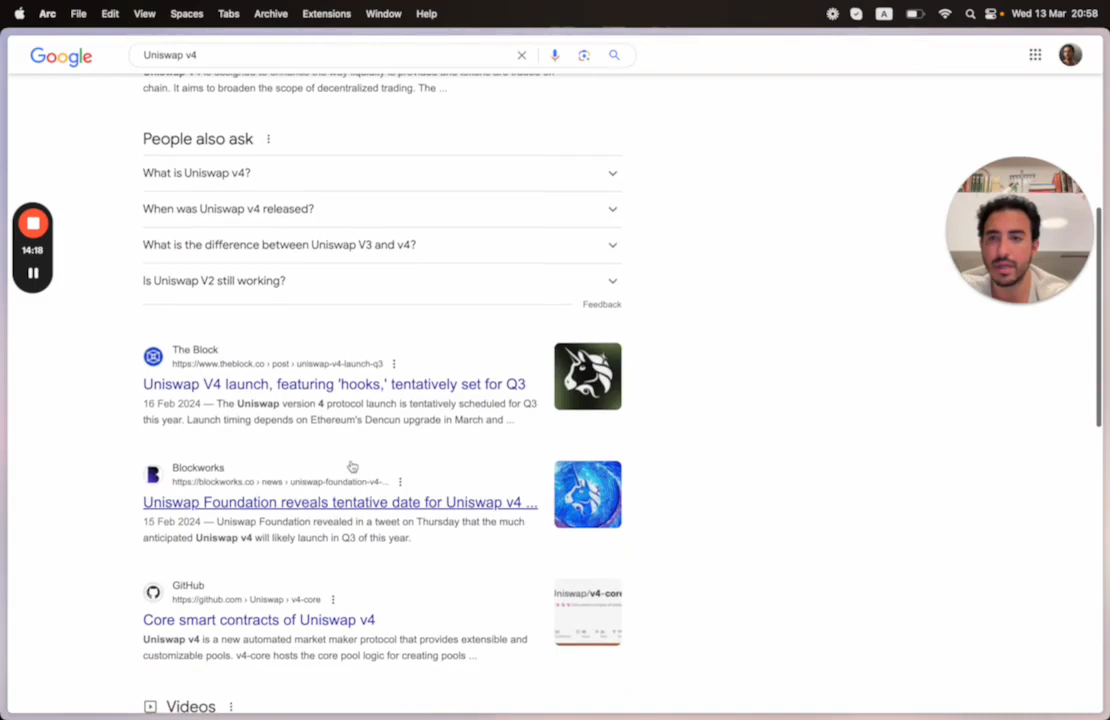 Arc File Edit View Spaces Tabs Archive Extensions Window Help A Wed 13 Mar 20:58
Google Uniswap v4
chain. It aims to broaden the scope of decentralized trading. The ...
People also ask
What is Uniswap v4?
When was Uniswap v4 released?
What is the difference between Uniswap V3 and v4?
Is Uniswap V2 still working?
Feedback
14:18
The Block
https://www.theblock.co › post › uniswap-v4-launch-q3
Uniswap V4 launch, featuring 'hooks,' tentatively set for Q3
16 Feb 2024 — The Uniswap version 4 protocol launch is tentatively scheduled for Q3
this year. Launch timing depends on Ethereum's Dencun upgrade in March and ...
Blockworks
https://blockworks.co › news › uniswap-foundation-v4-...
Uniswap Foundation reveals tentative date for Uniswap v4 ...
15 Feb 2024 — Uniswap Foundation revealed in a tweet on Thursday that the much
anticipated Uniswap v4 will likely launch in Q3 of this year.
GitHub
https://github.com › Uniswap › v4-core
Core smart contracts of Uniswap v4
Uniswap v4 is a new automated market maker protocol that provides extensible and
customizable pools. v4-core hosts the core pool logic for creating pools ...
Iniswap/v4-core
Videos